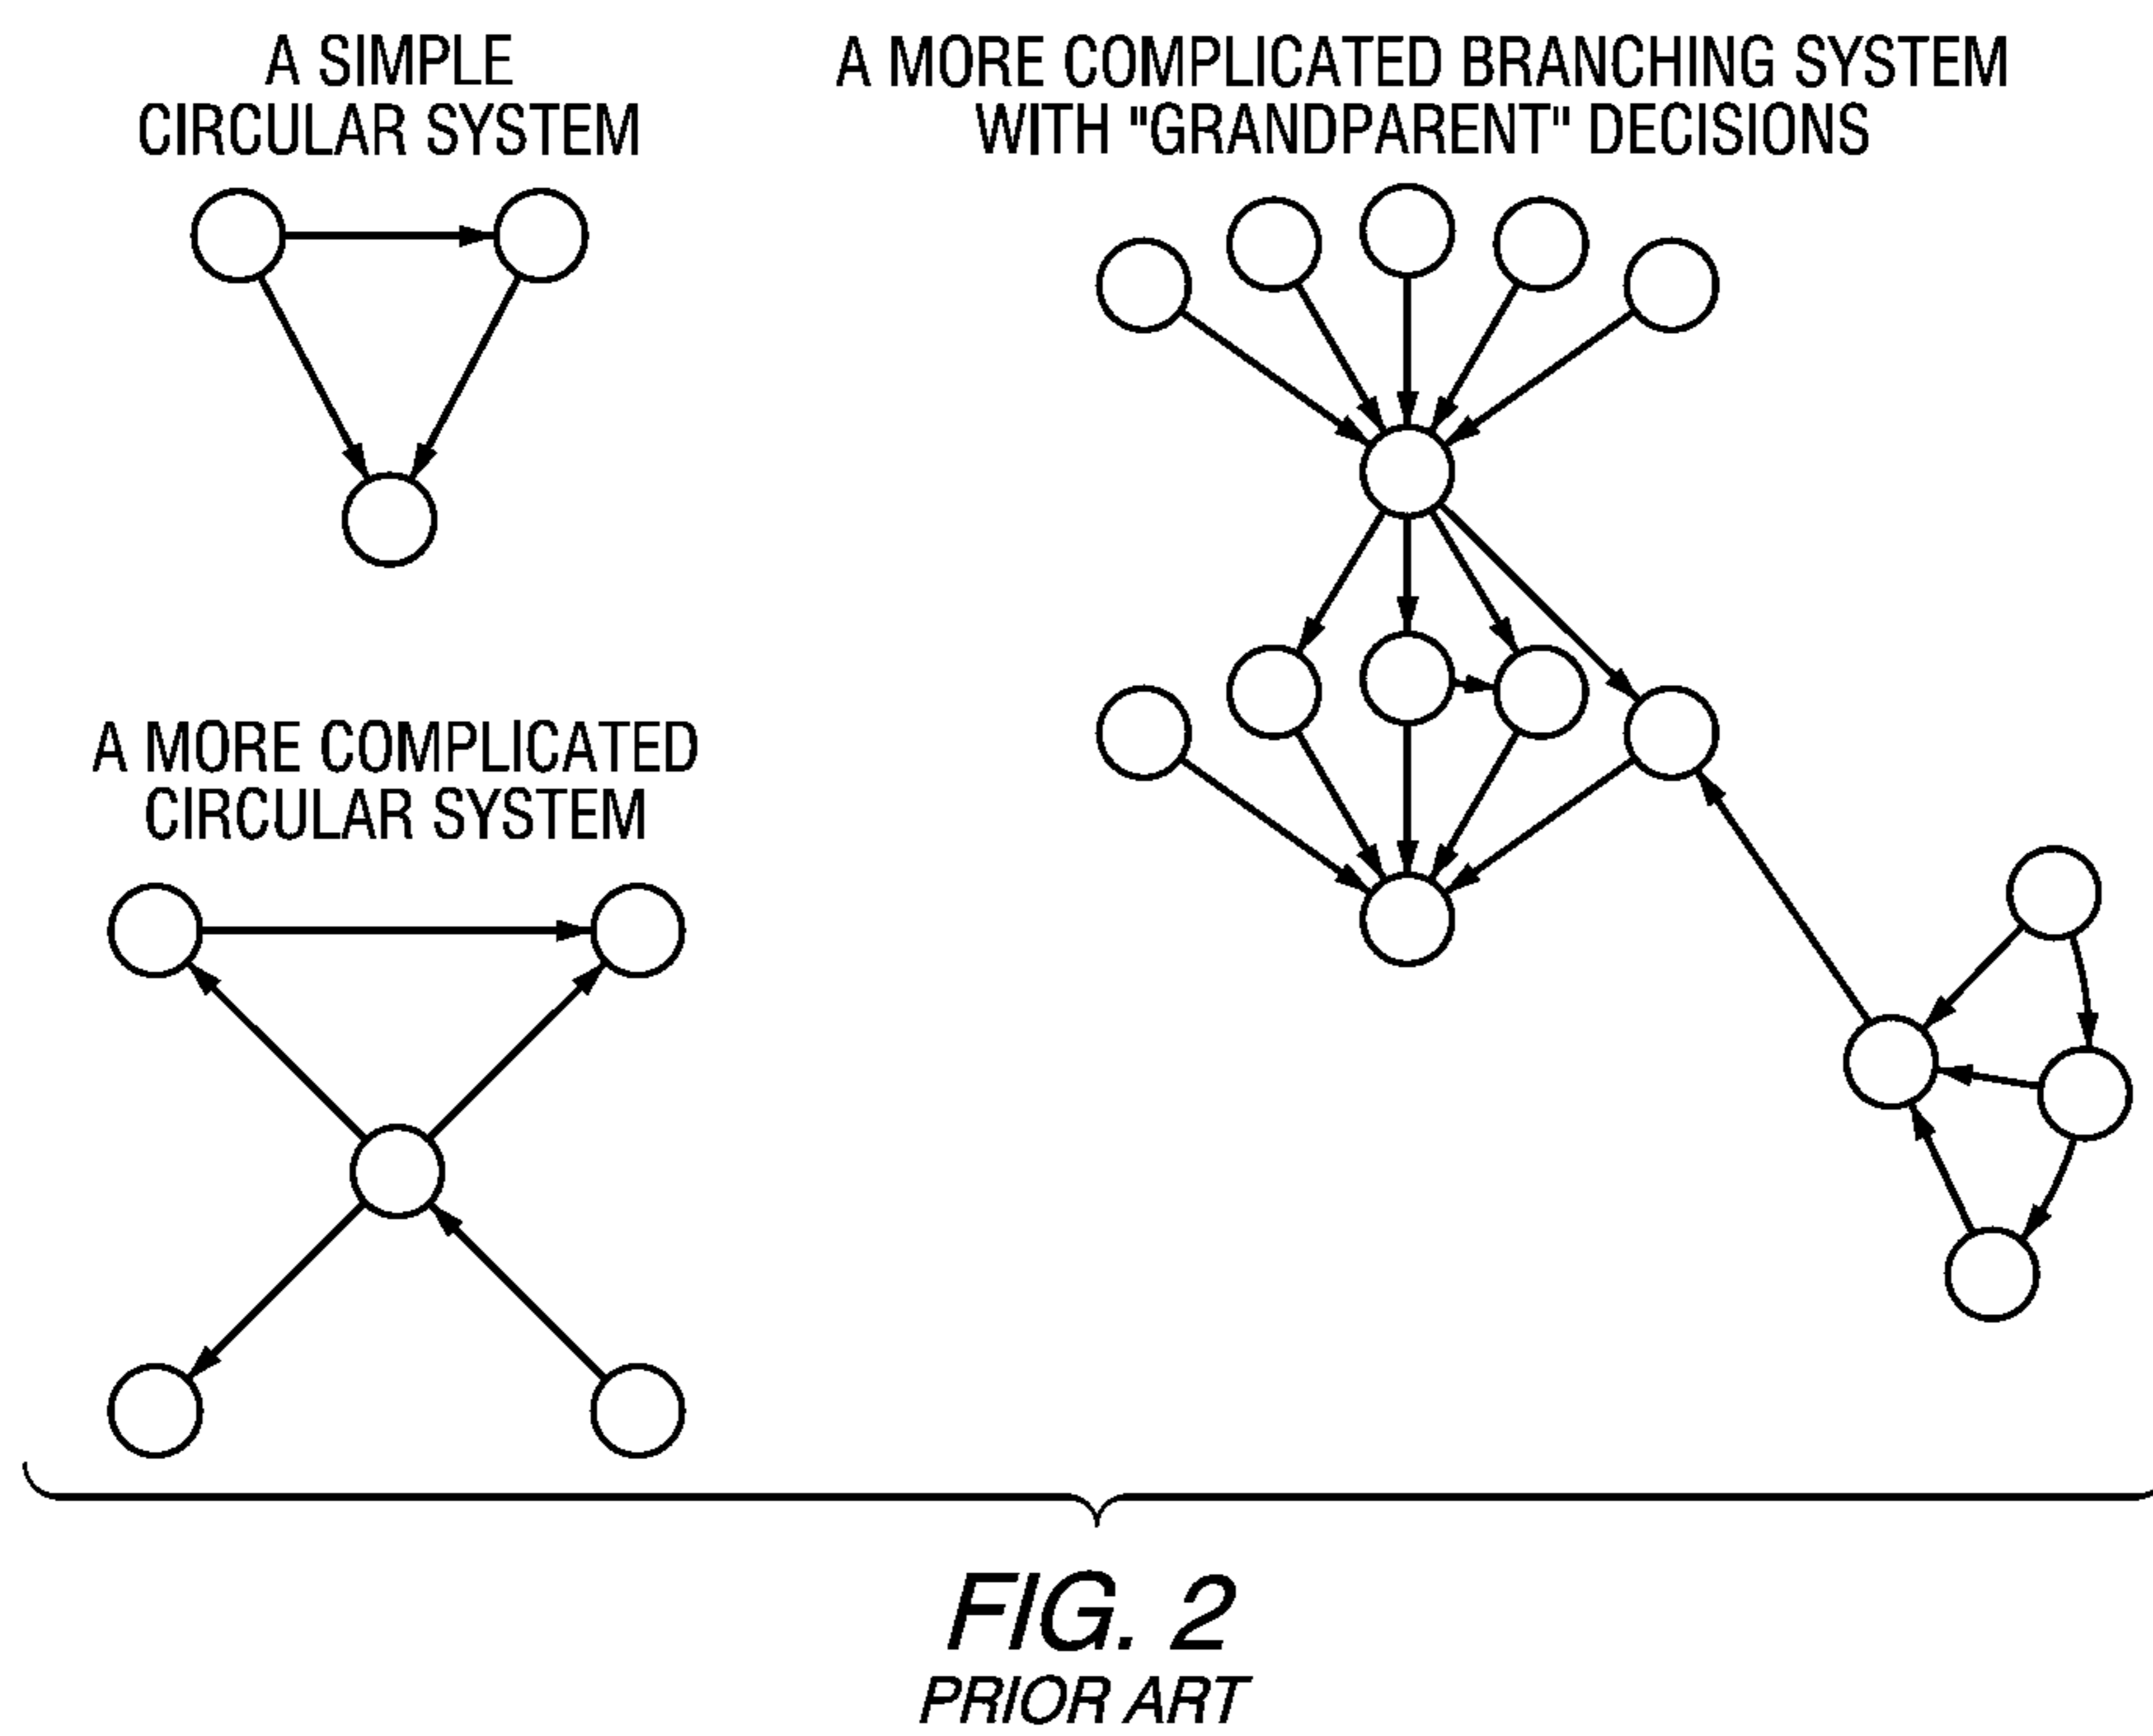 A SIMPLE
CIRCULAR SYSTEM
A MORE COMPLICATED BRANCHING SYSTEM
WITH "GRANDPARENT" DECISIONS
A MORE COMPLICATED
CIRCULAR SYSTEM
FIG. 2
PRIOR ART